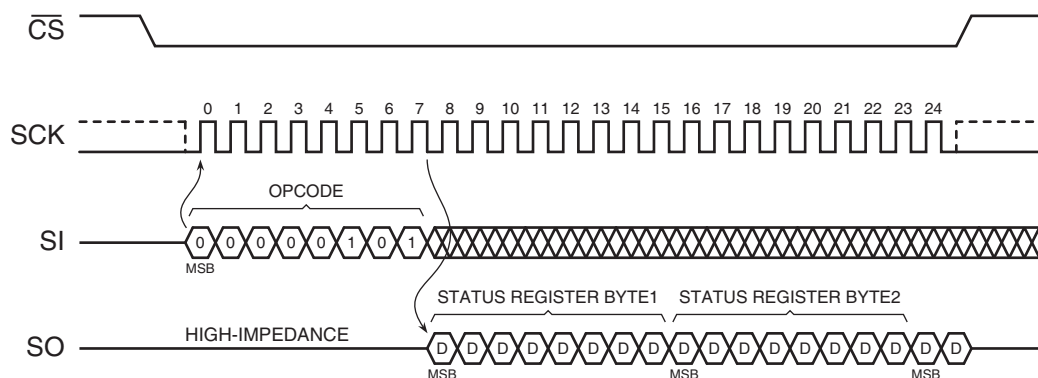 CS
0 1 2 3 4 5 6 7 8 9 10 11 12 13 14 15 16 17 18 19 20 21 22 23 24
SCK
OPCODE
SI 0 0 0 0 0 1 0 1
MSB
STATUS REGISTER BYTE1 STATUS REGISTER BYTE2
HIGH-IMPEDANCE
SO D D D D D D D D D D D D D D D D D D
MSB MSB MSB